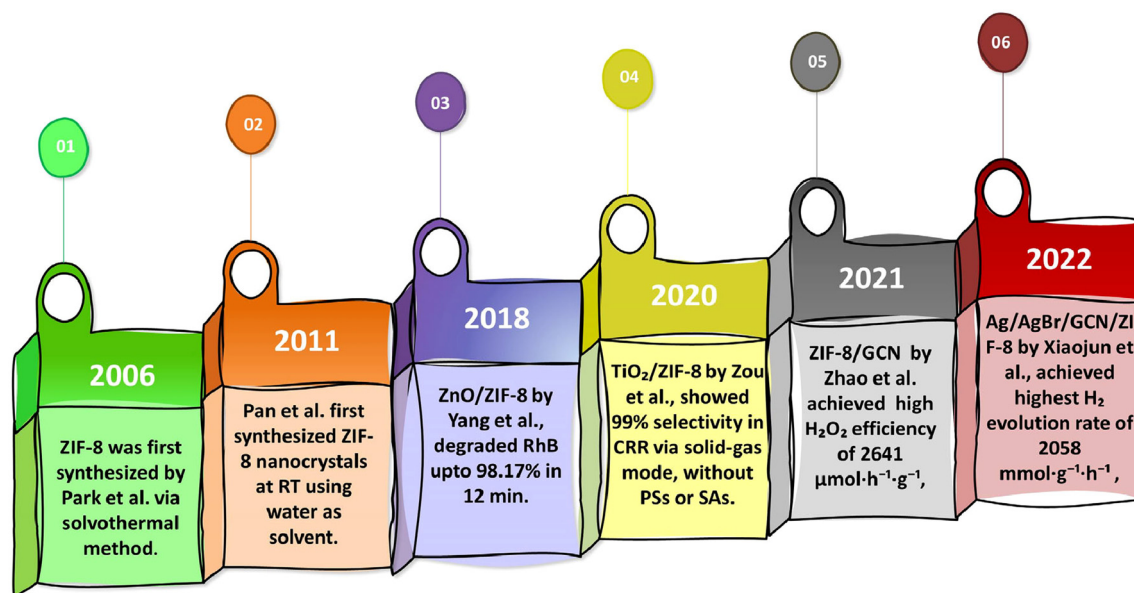 01
2006
ZIF-8 was first
synthesized by
Park et al. via
solvothermal
method.
02
2011
Pan et al. first
synthesized ZIF-
8 nanocrystals
at RT using
water as
solvent.
03
2018
ZnO/ZIF-8 by
Yang et al.,
degraded RhB
upto 98.17% in
12 min.
04
2020
TiO₂/ZIF-8 by Zou
et al., showed
99% selectivity in
CRR via solid-gas
mode, without
PSs or SAs.
05
2021
ZIF-8/GCN by
Zhao et al.
achieved high
H₂O₂ efficiency
of 2641
μmol·h⁻¹·g⁻¹,
06
2022
Ag/AgBr/GCN/ZI
F-8 by Xiaojun et
al., achieved
highest H₂
evolution rate of
2058
mmol·g⁻¹·h⁻¹,